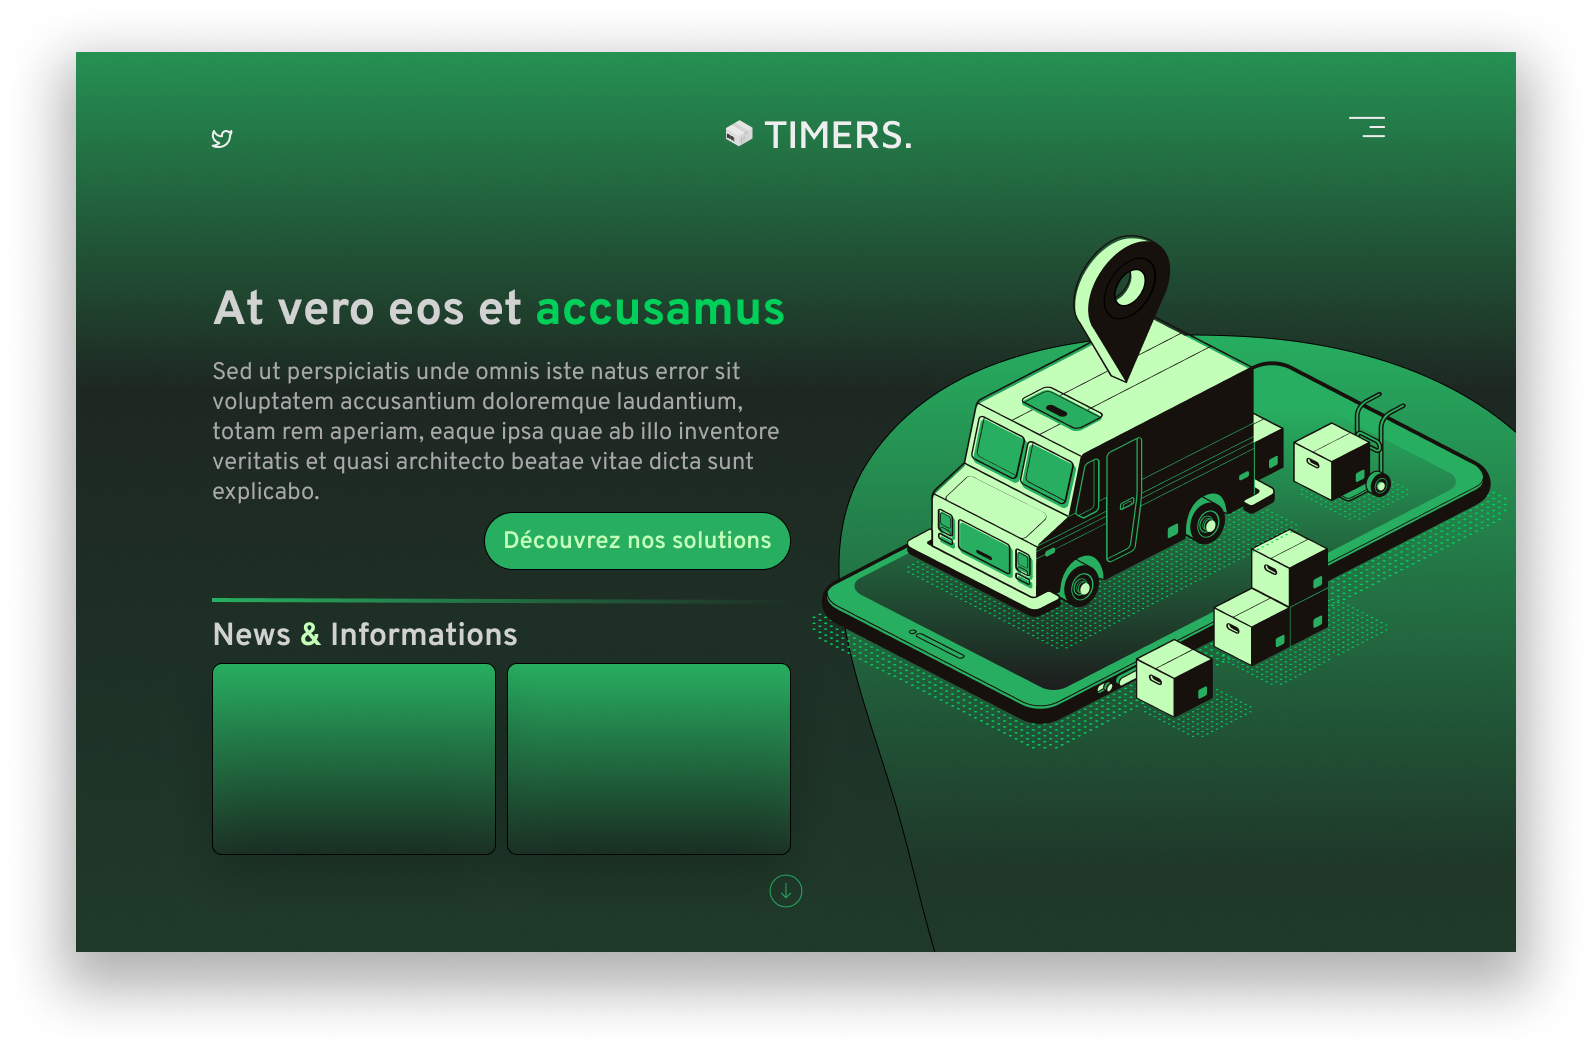 TIMERS.
At vero eos et accusamus
Sed ut perspiciatis unde omnis iste natus error sit
voluptatem accusantium doloremque laudantium,
totam rem aperiam, eaque ipsa quae ab illo inventore
veritatis et quasi architecto beatae vitae dicta sunt
explicabo.
Découvrez nos solutions
News & Informations